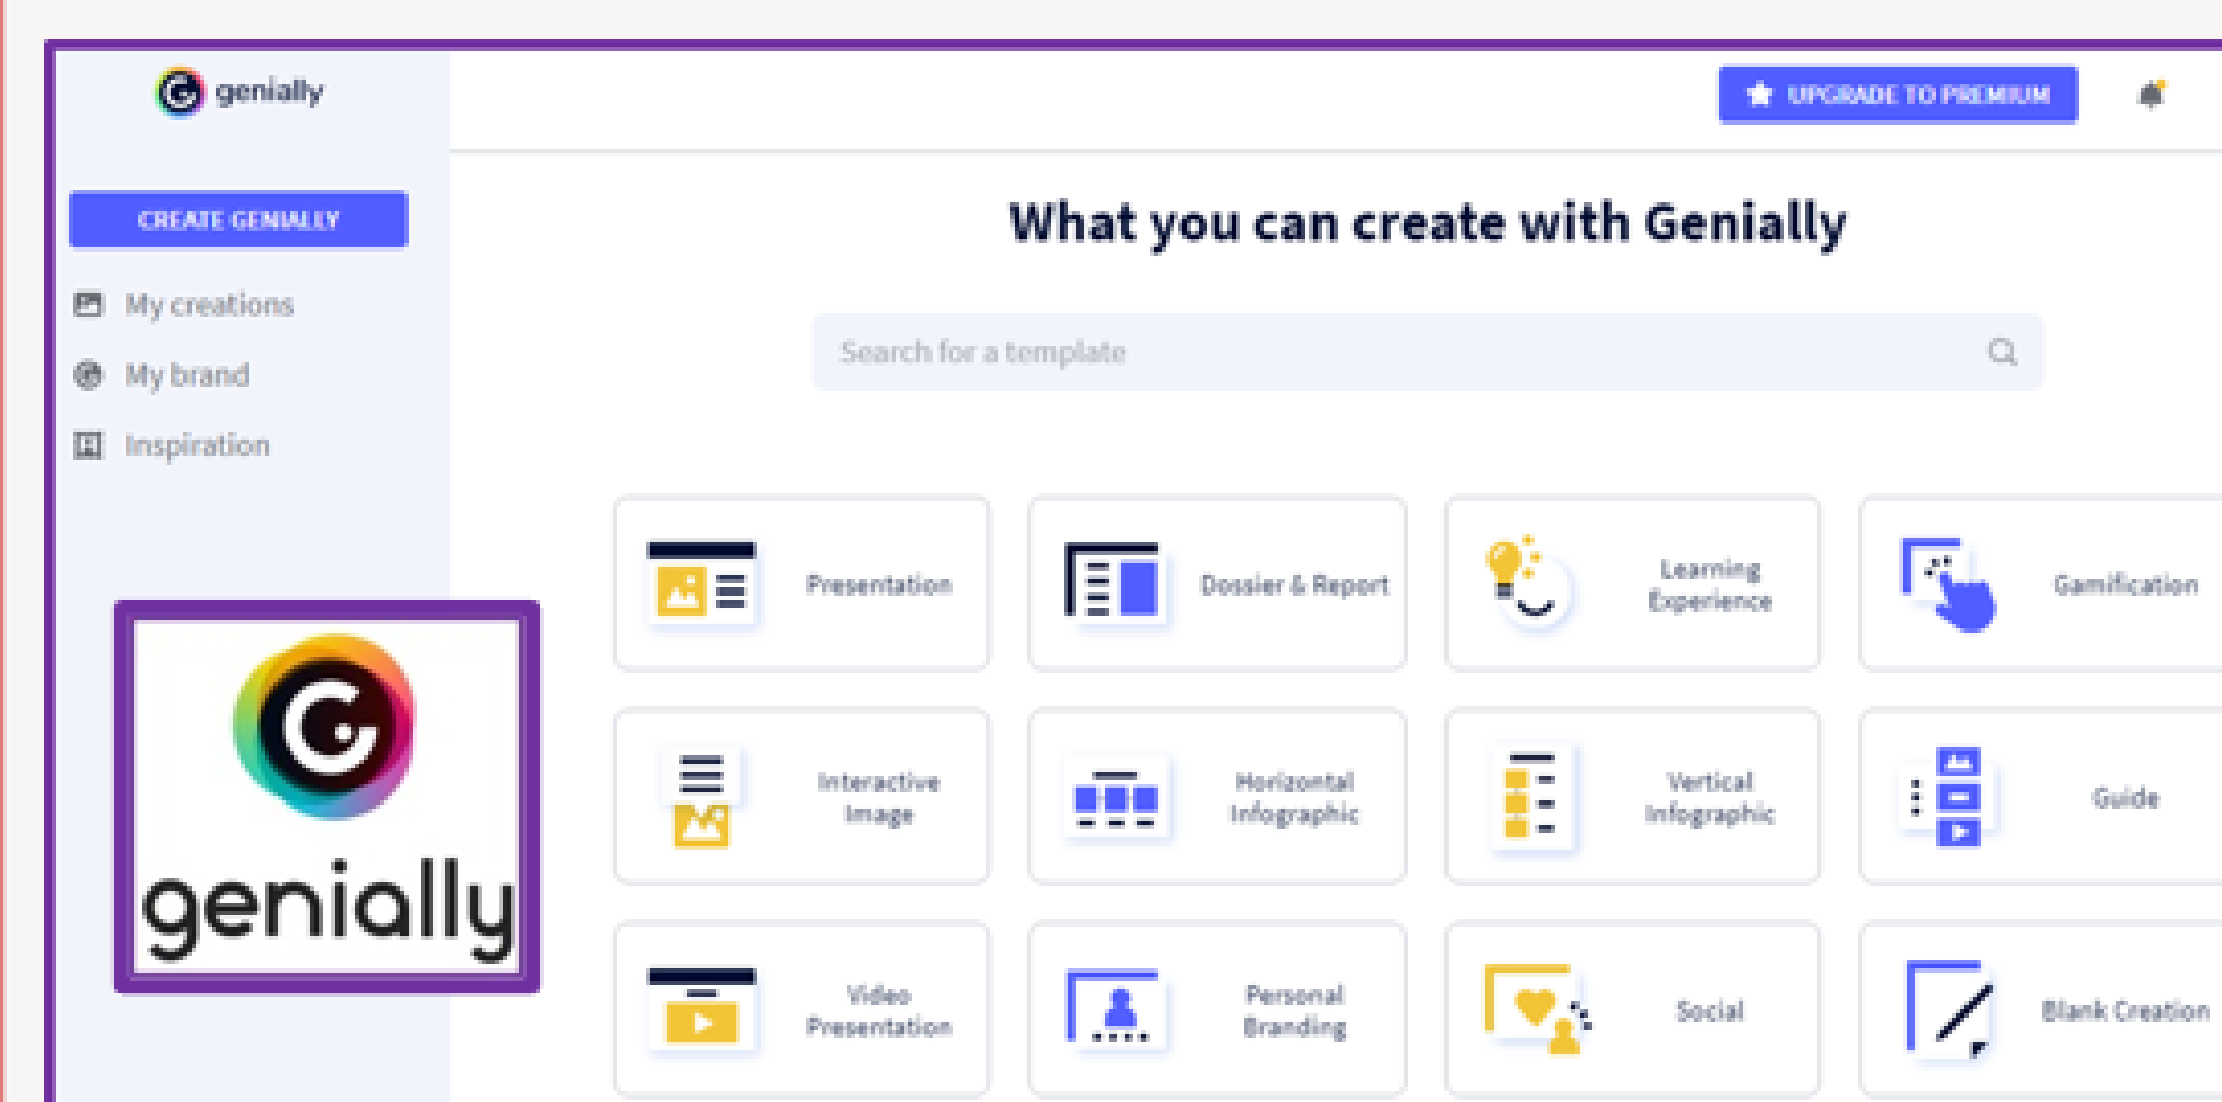 genially
UPGRADE TO PREMIUM
CREATE GENIALLY
My creations
My brand
Inspiration
genially
What you can create with Genially
Search for a template
Presentation
Dossier & Report
Learning
Experience
Gamification
Interactive
Image
Horizontal
Infographic
Vertical
Infographic
Guide
Video
Presentation
Personal
Branding
Social
Blank Creation